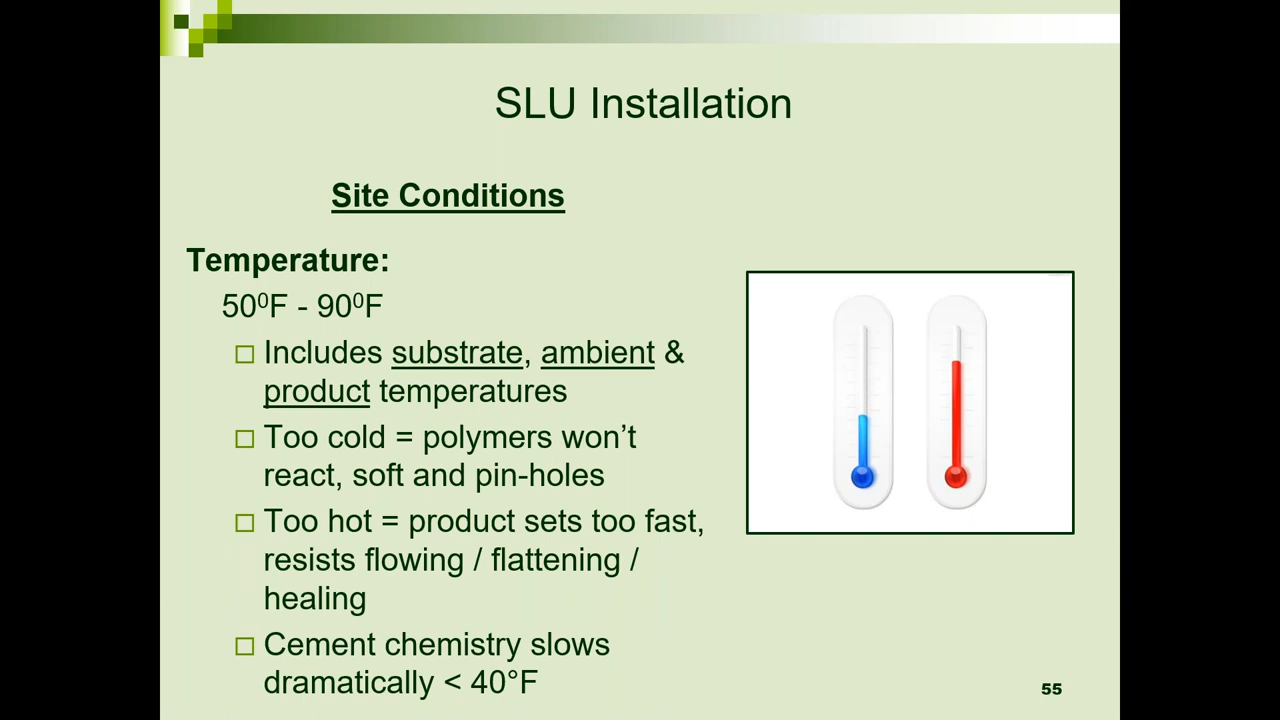 SLU Installation
Site Conditions
Temperature:
50⁰F - 90⁰F
Includes substrate, ambient &
product temperatures
Too cold = polymers won’t
react, soft and pin-holes
Too hot = product sets too fast,
resists flowing / flattening /
healing
Cement chemistry slows
dramatically < 40°F
55